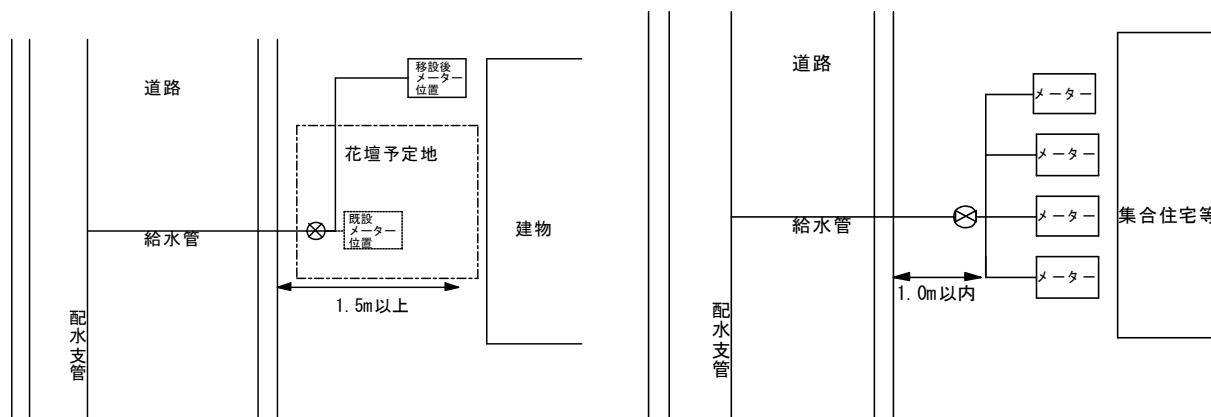 道路
移設後
メーター
位置
花壇予定地
既設
メーター
位置
給水管
建物
1.5m以上
配水支管
道路
メーター
メーター
メーター
メーター
給水管
集合住宅等
1.0m以内
配水支管